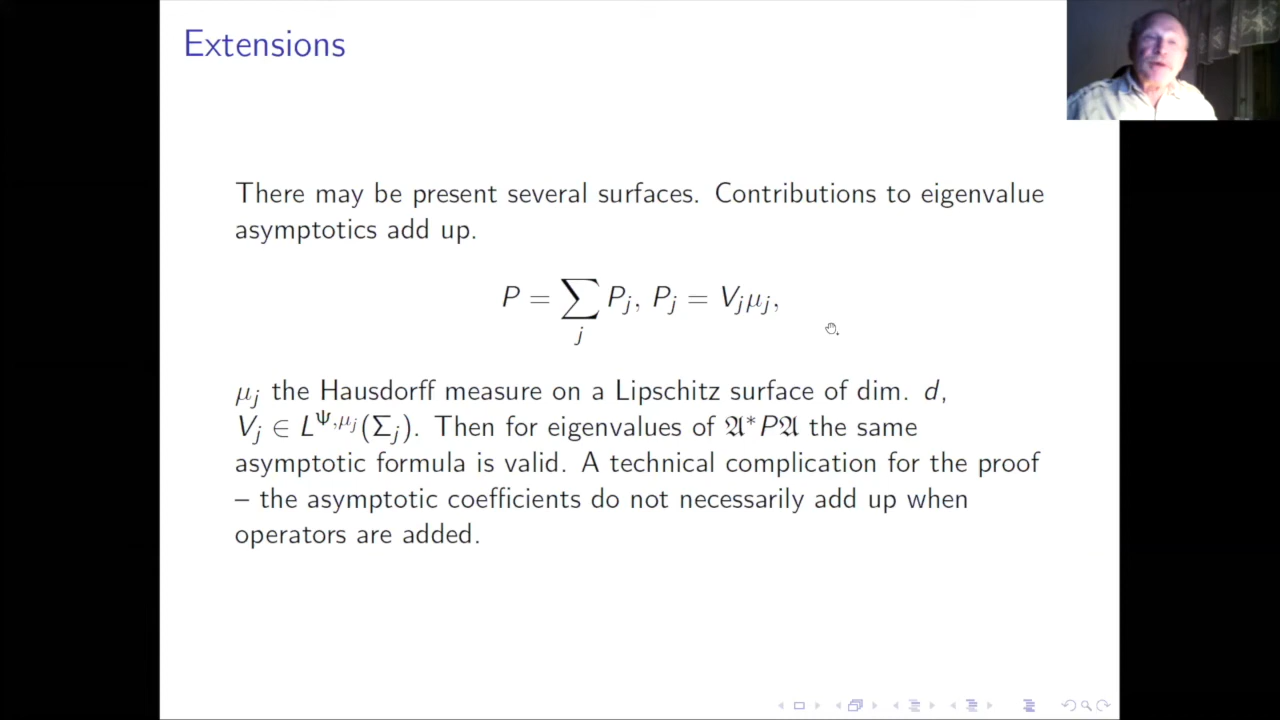 Extensions
There may be present several surfaces. Contributions to eigenvalue
asymptotics add up.
P = ∑_j P_j, P_j = V_jμ_j,
μ_j the Hausdorff measure on a Lipschitz surface of dim. d,
V_j ∈ L^{Ψ,μ_j}(Σ_j). Then for eigenvalues of 𝔄*P𝔄 the same
asymptotic formula is valid. A technical complication for the proof
– the asymptotic coefficients do not necessarily add up when
operators are added.